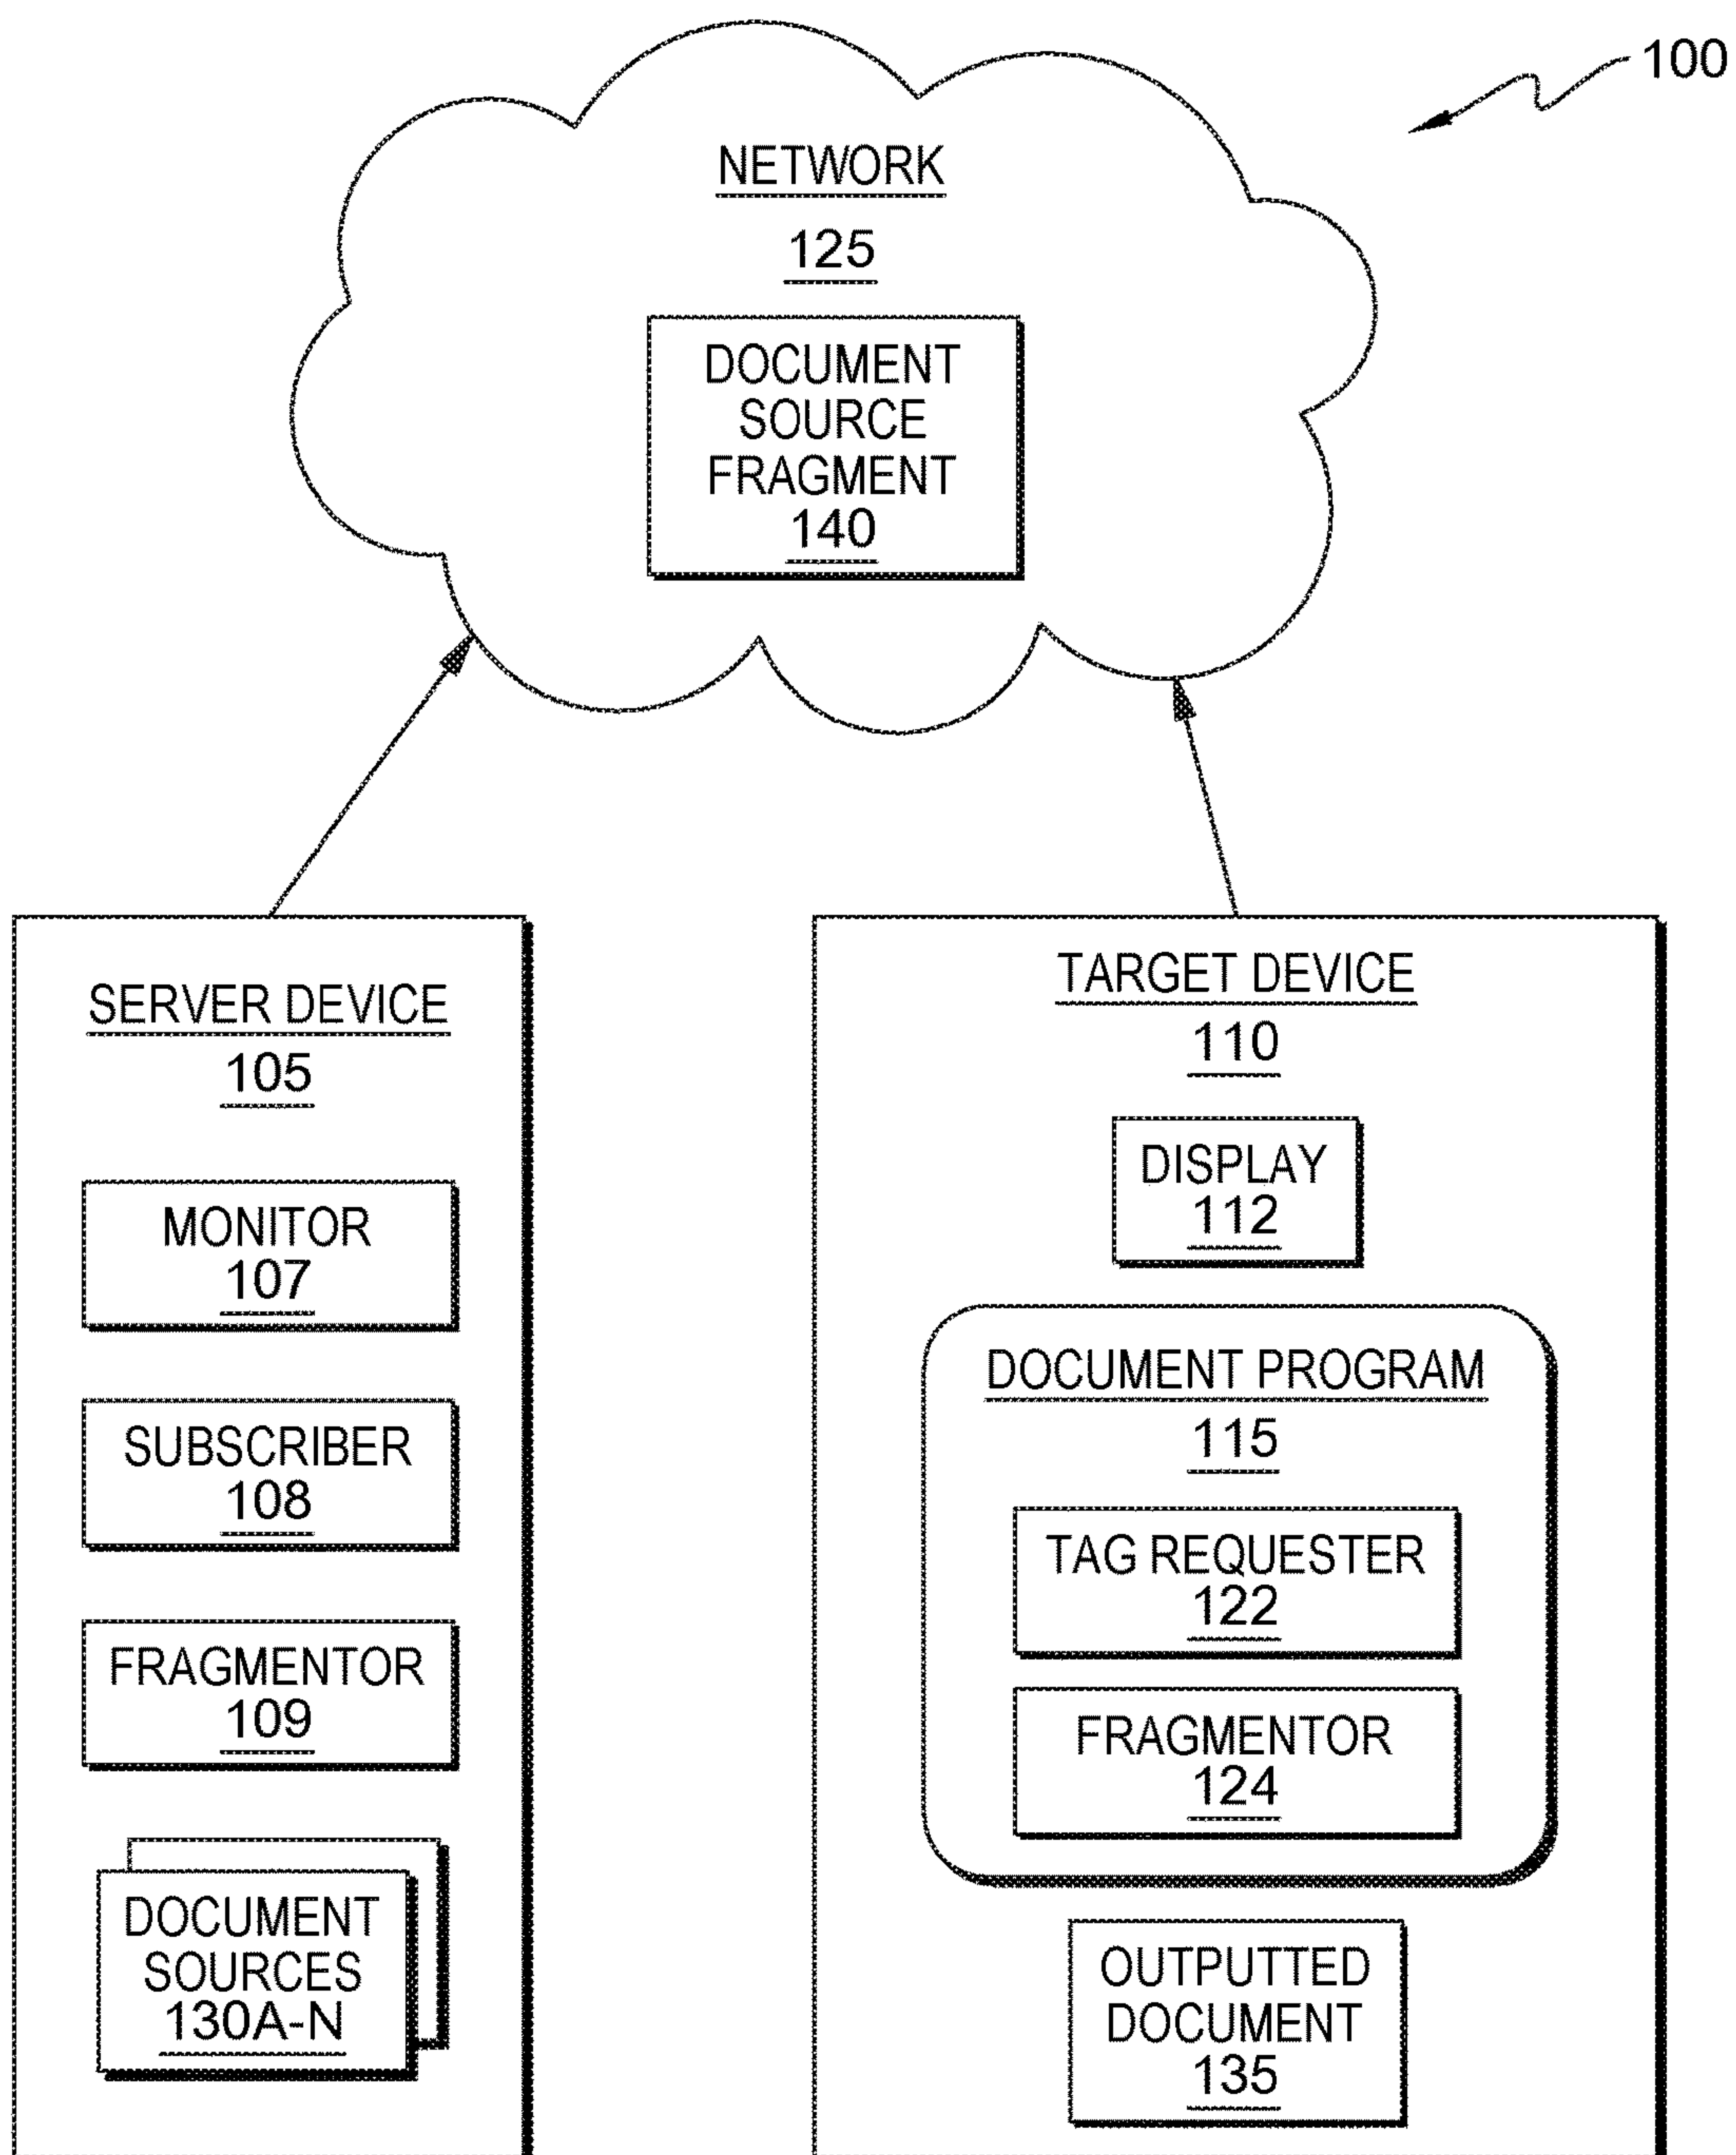 100
NETWORK
125
DOCUMENT
SOURCE
FRAGMENT
140
SERVER DEVICE
105
MONITOR
107
SUBSCRIBER
108
FRAGMENTOR
109
DOCUMENT
SOURCES
130A-N
TARGET DEVICE
110
DISPLAY
112
DOCUMENT PROGRAM
115
TAG REQUESTER
122
FRAGMENTOR
124
OUTPUTTED
DOCUMENT
135